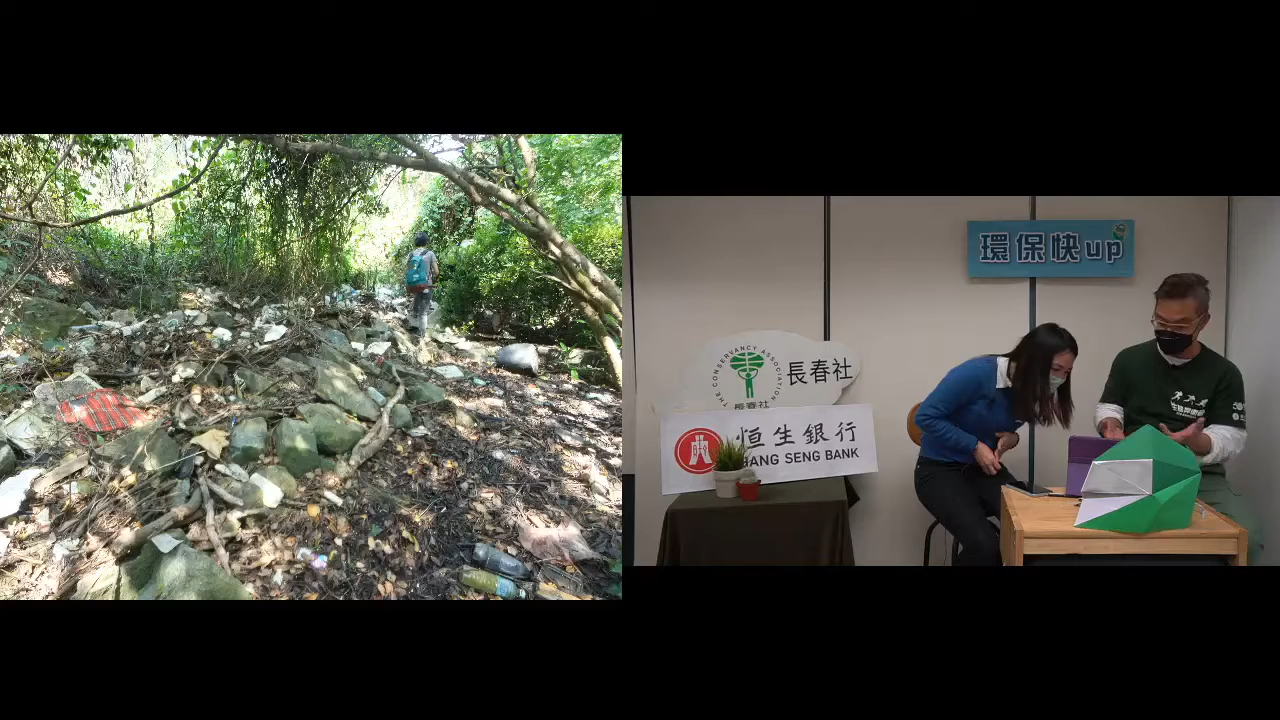 環保快up
THE CONSERVANCY ASSOCIATION
長春社
長春社
恒生銀行
HANG SENG BANK